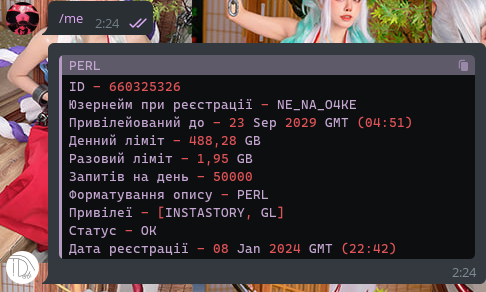 /me 2:24
PERL
ID - 660325326
Юзернейм при реєстрації - NE_NA_O4KE
Привілейований до - 23 Sep 2029 GMT (04:51)
Денний ліміт - 488,28 GB
Разовий ліміт - 1,95 GB
Запитів на день - 50000
Форматування опису - PERL
Привілеї - [INSTASTORY, GL]
Статус - OK
Дата реєстрації - 08 Jan 2024 GMT (22:42)
2:24